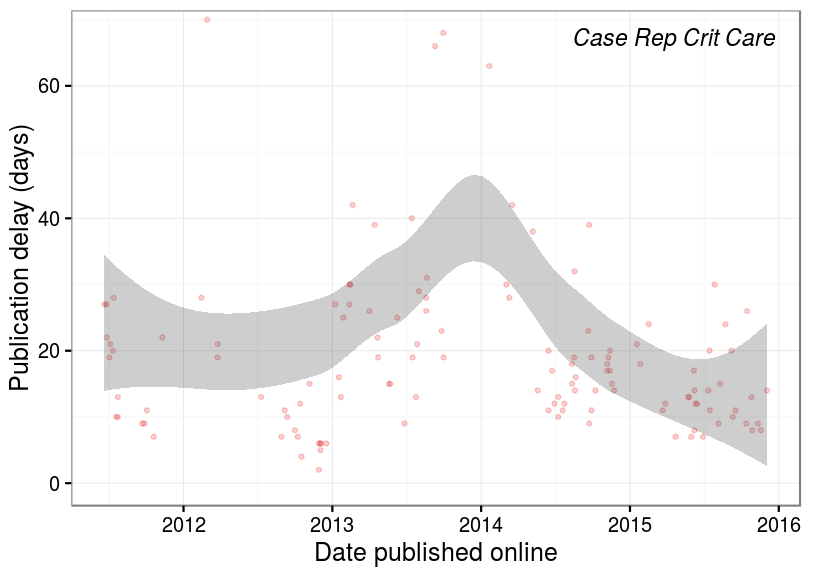 Case Rep Crit Care
Publication delay (days)
60
40
20
0
2012 2013 2014 2015 2016
Date published online